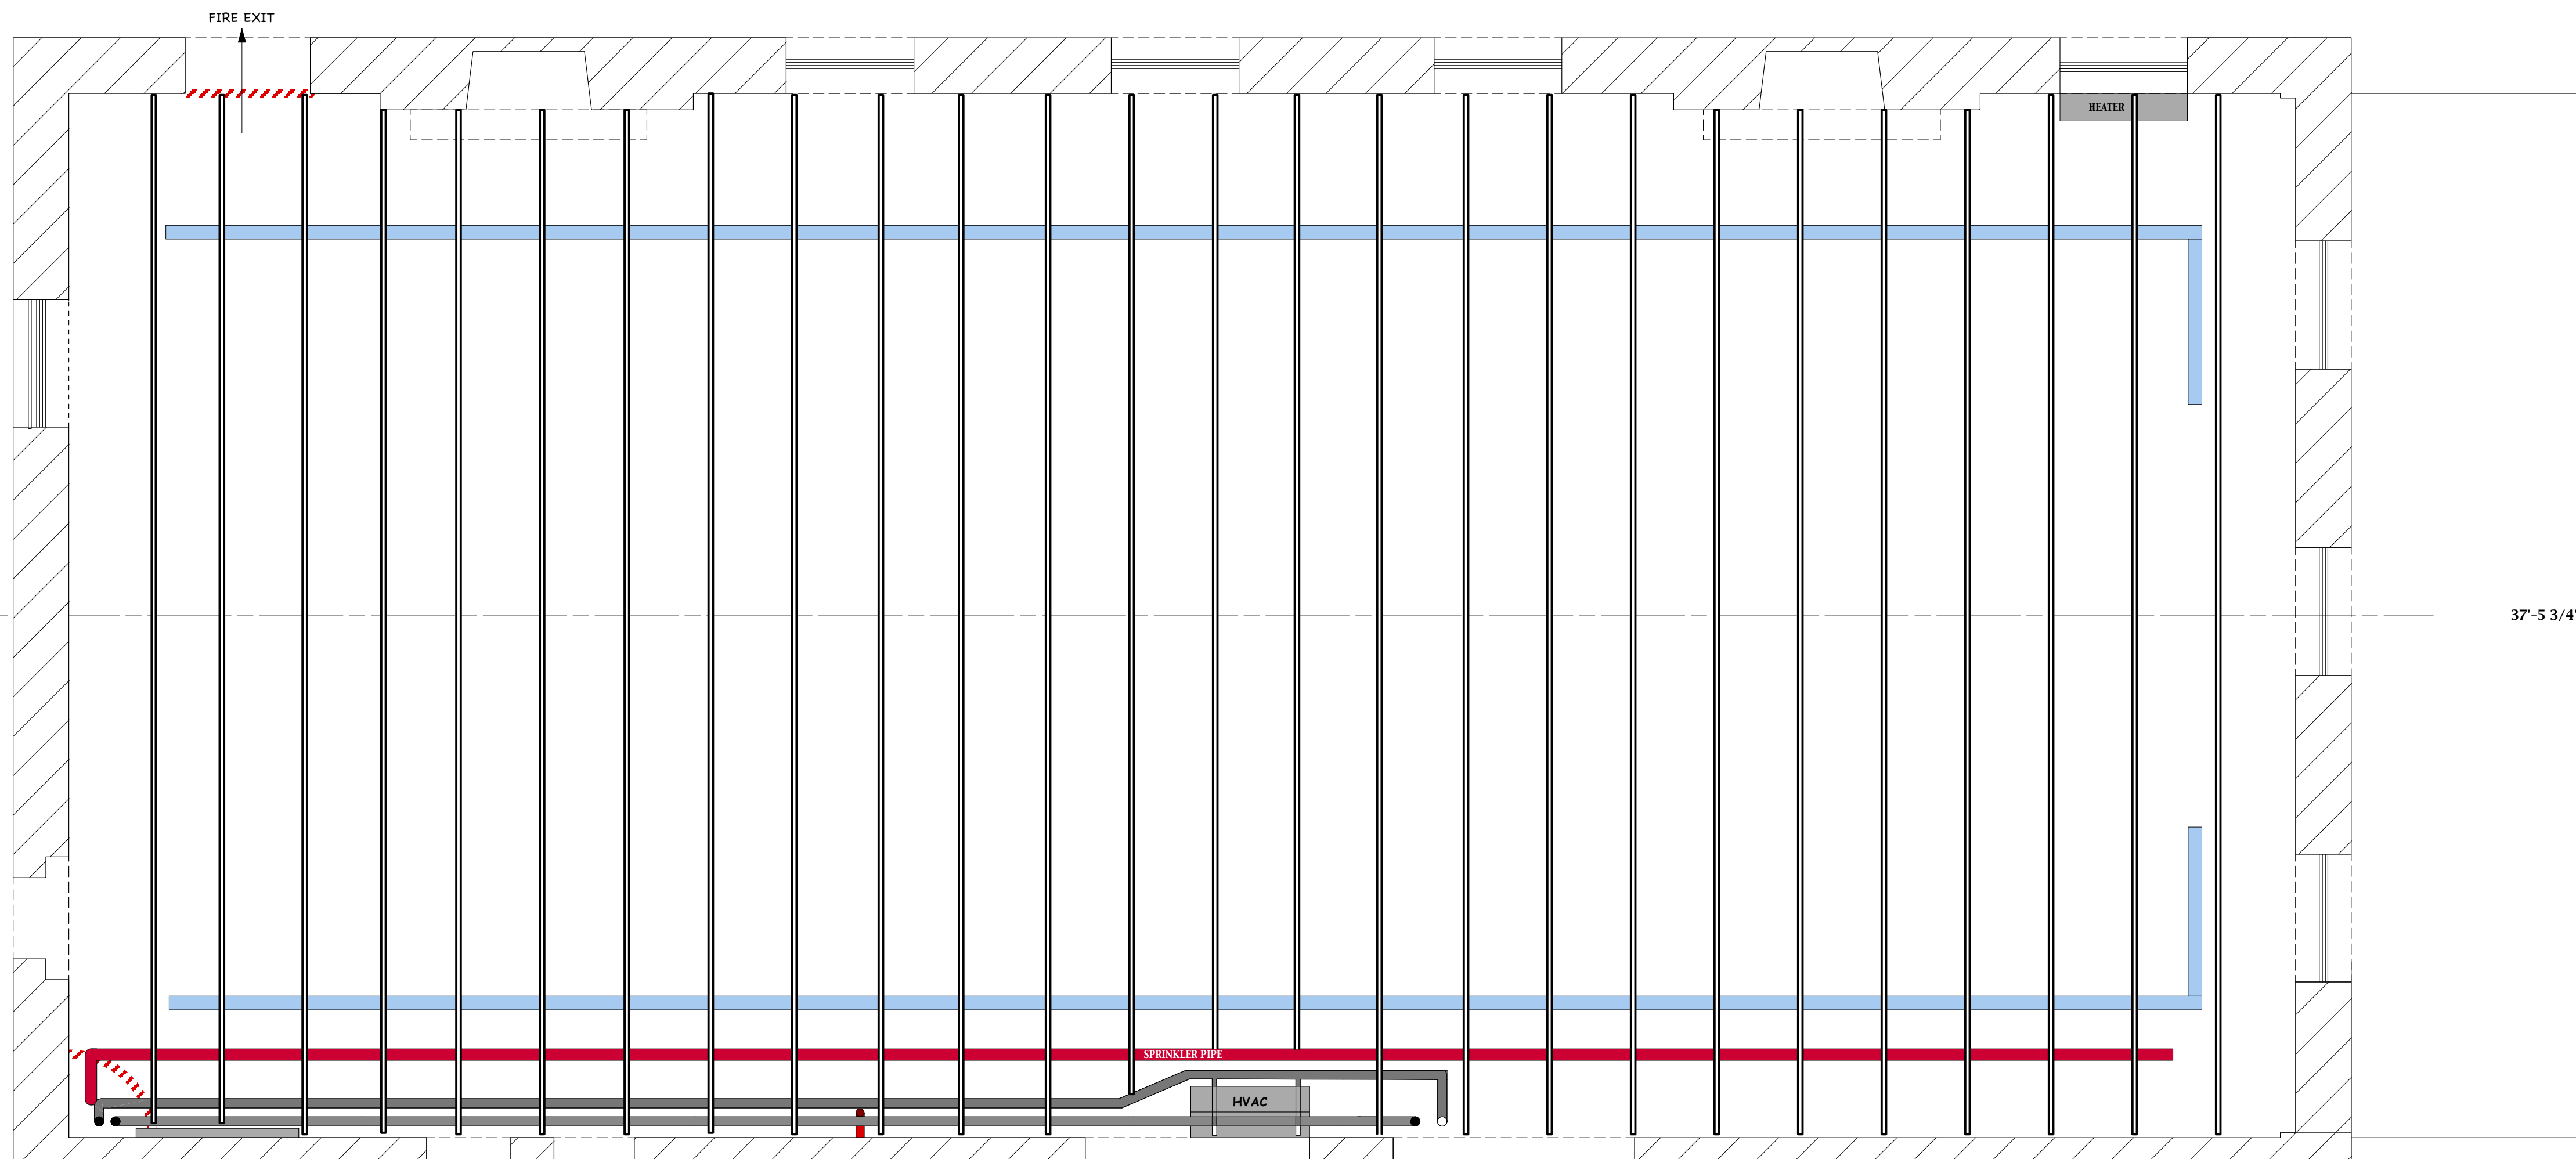 FIRE EXIT
HEATER
37'-5 3/4"
SPRINKLER PIPE
HVAC